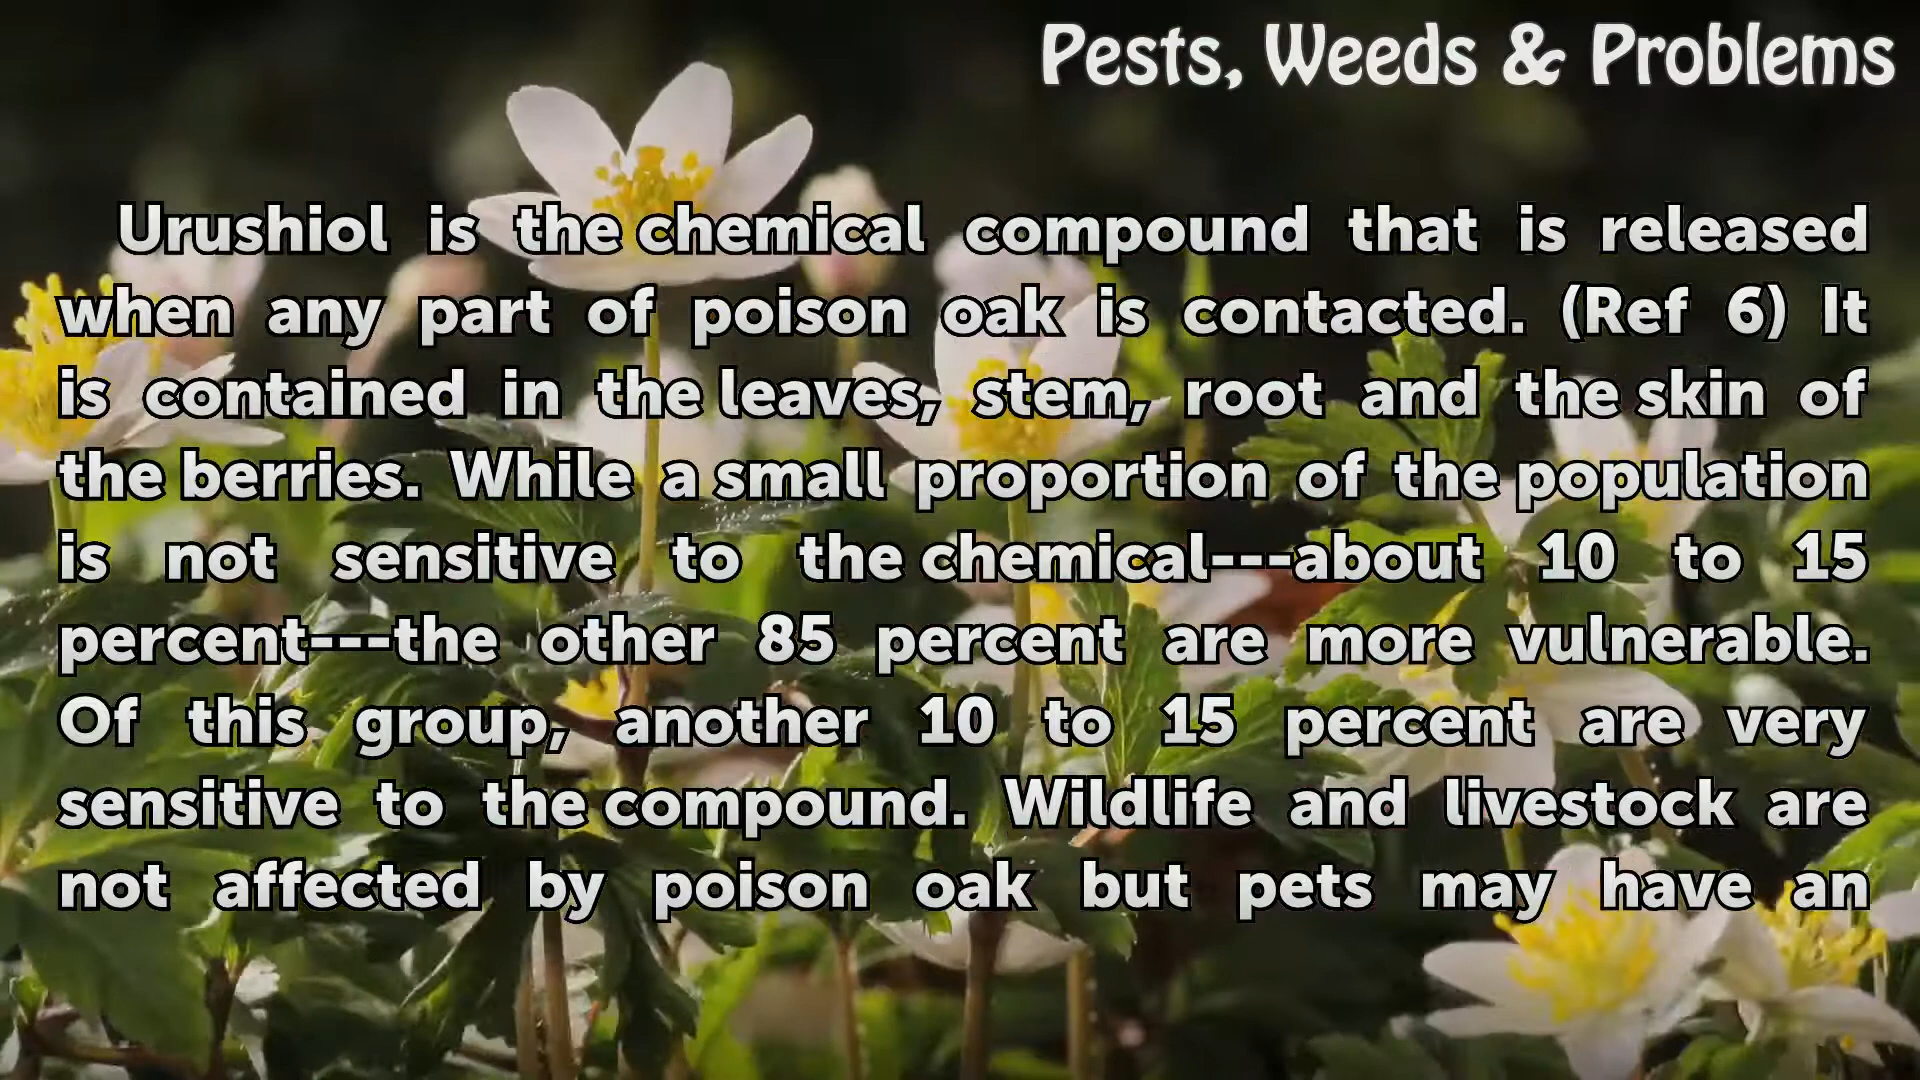 Pests, Weeds & Problems
Urushiol is the chemical compound that is released
when any part of poison oak is contacted. (Ref 6) It
is contained in the leaves, stem, root and the skin of
the berries. While a small proportion of the population
is not sensitive to the chemical---about 10 to 15
percent---the other 85 percent are more vulnerable.
Of this group, another 10 to 15 percent are very
sensitive to the compound. Wildlife and livestock are
not affected by poison oak but pets may have an